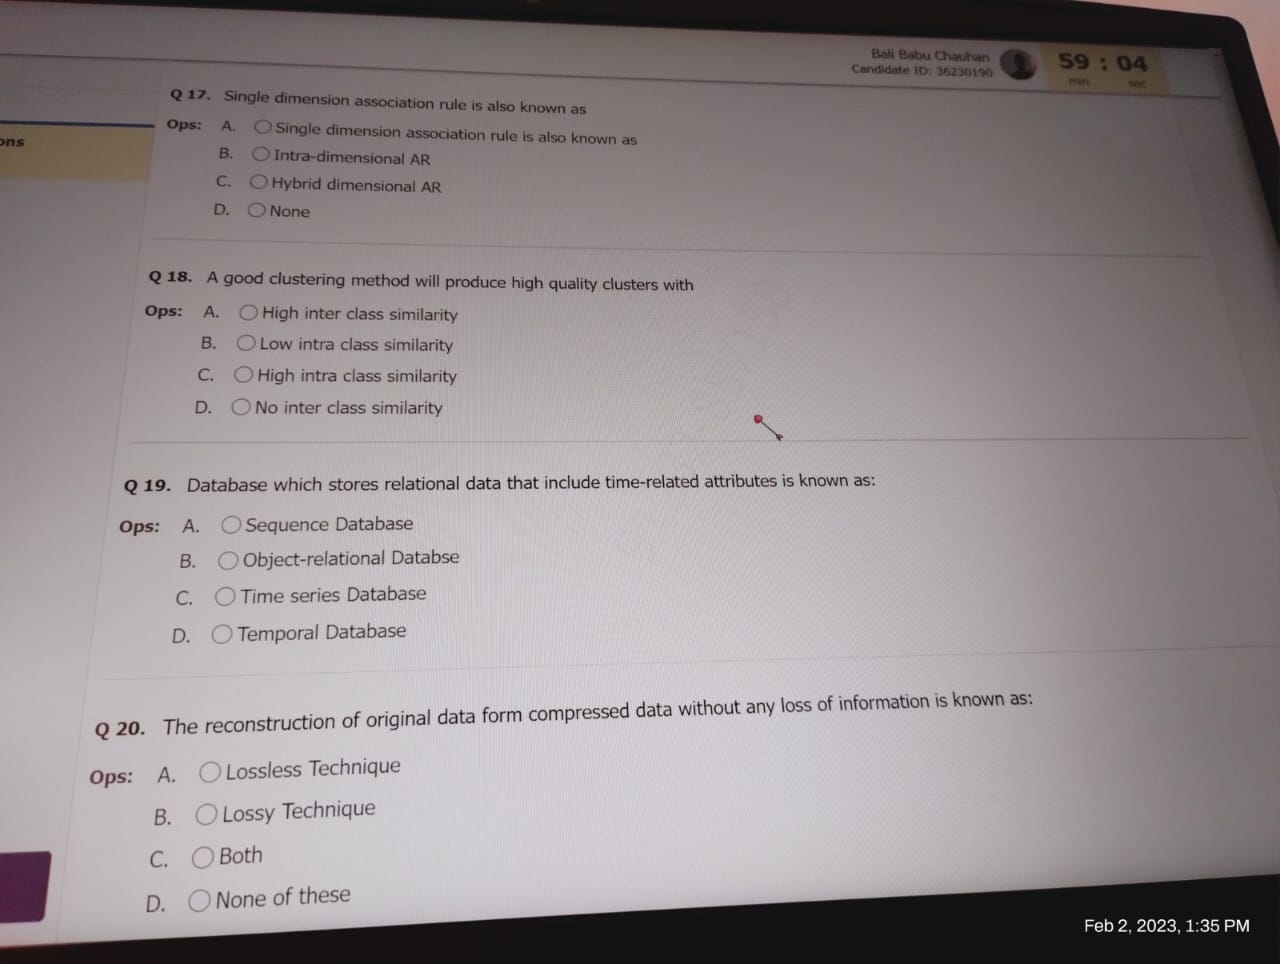 Bali Babu Chauhan
Candidate ID: 36230190
59 : 04
min sec
ons
Q 17. Single dimension association rule is also known as
Ops: A. Single dimension association rule is also known as
B. Intra-dimensional AR
C. Hybrid dimensional AR
D. None
Q 18. A good clustering method will produce high quality clusters with
Ops: A. High inter class similarity
B. Low intra class similarity
C. High intra class similarity
D. No inter class similarity
Q 19. Database which stores relational data that include time-related attributes is known as:
Ops: A. Sequence Database
B. Object-relational Databse
C. Time series Database
D. Temporal Database
Q 20. The reconstruction of original data form compressed data without any loss of information is known as:
Ops: A. Lossless Technique
B. Lossy Technique
C. Both
D. None of these
Feb 2, 2023, 1:35 PM